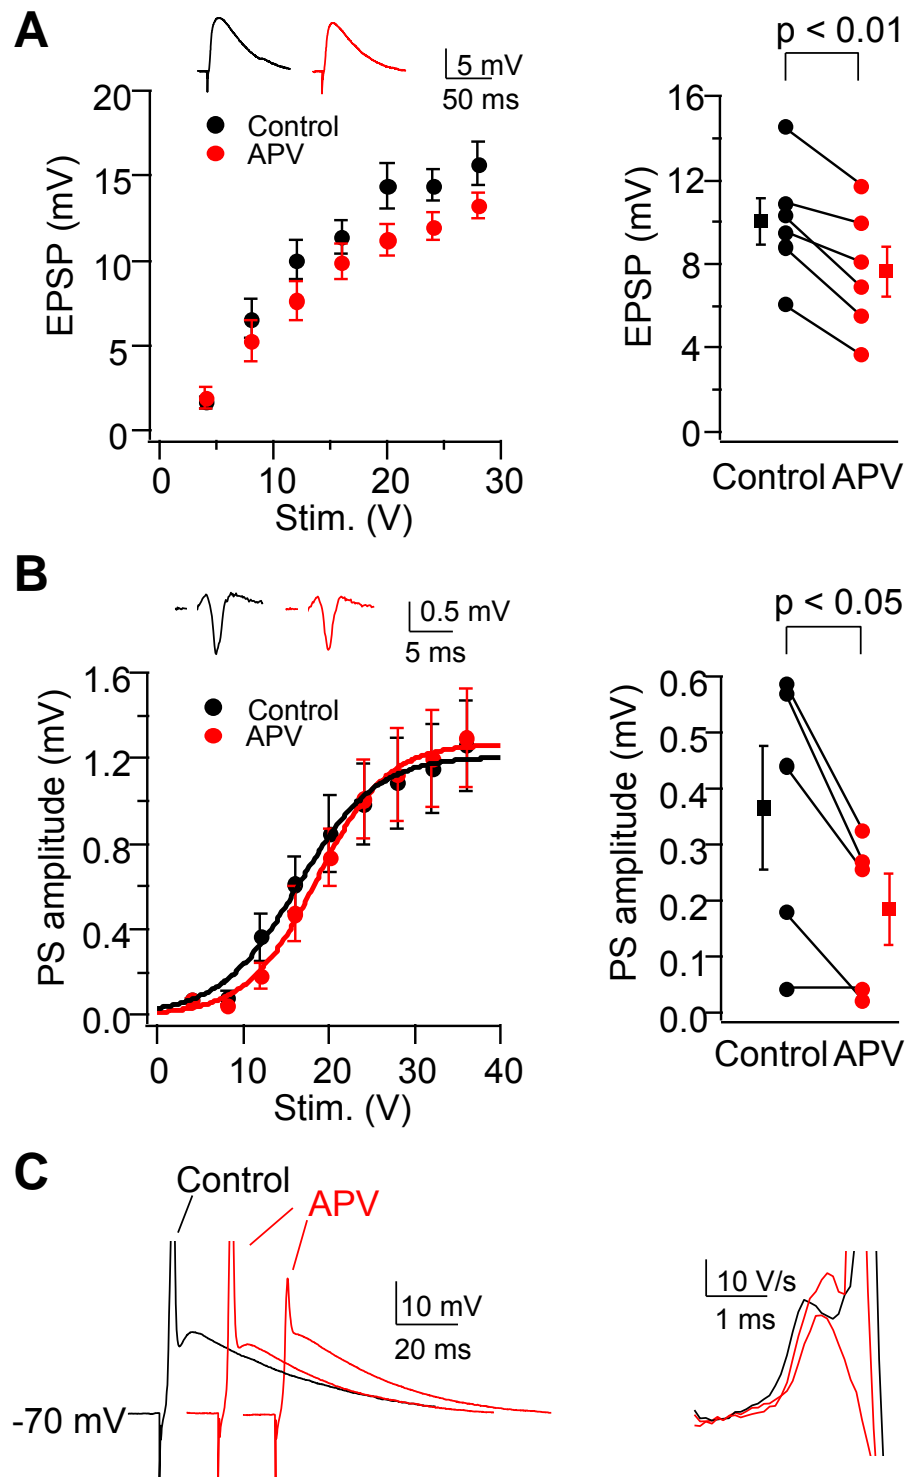 A
p < 0.01
5 mV
50 ms
Control
APV
20
15
10
5
0
EPSP (mV)
0 10 20 30
Stim. (V)
16
12
8
4
0
EPSP (mV)
Control APV
B
p < 0.05
0.5 mV
5 ms
Control
APV
1.6
1.2
0.8
0.4
0.0
PS amplitude (mV)
0 10 20 30 40
Stim. (V)
0.6
0.5
0.4
0.3
0.2
0.1
0.0
PS amplitude (mV)
Control APV
C
Control
APV
10 mV
20 ms
-70 mV
10 V/s
1 ms